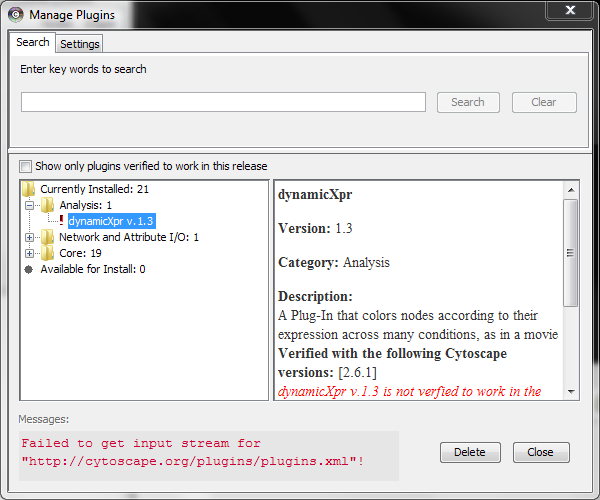 Manage Plugins
Search
Settings
Enter key words to search
Search
Clear
Show only plugins verified to work in this release
Currently Installed: 21
Analysis: 1
dynamicXpr v.1.3
Network and Attribute I/O: 1
Core: 19
Available for Install: 0
dynamicXpr
Version: 1.3
Category: Analysis
Description:
A Plug-In that colors nodes according to their
expression across many conditions, as in a movie
Verified with the following Cytoscape
versions: [2.6.1]
dynamicXpr v.1.3 is not verfied to work in the
Messages:
Failed to get input stream for
"http://cytoscape.org/plugins/plugins.xml"!
Delete
Close